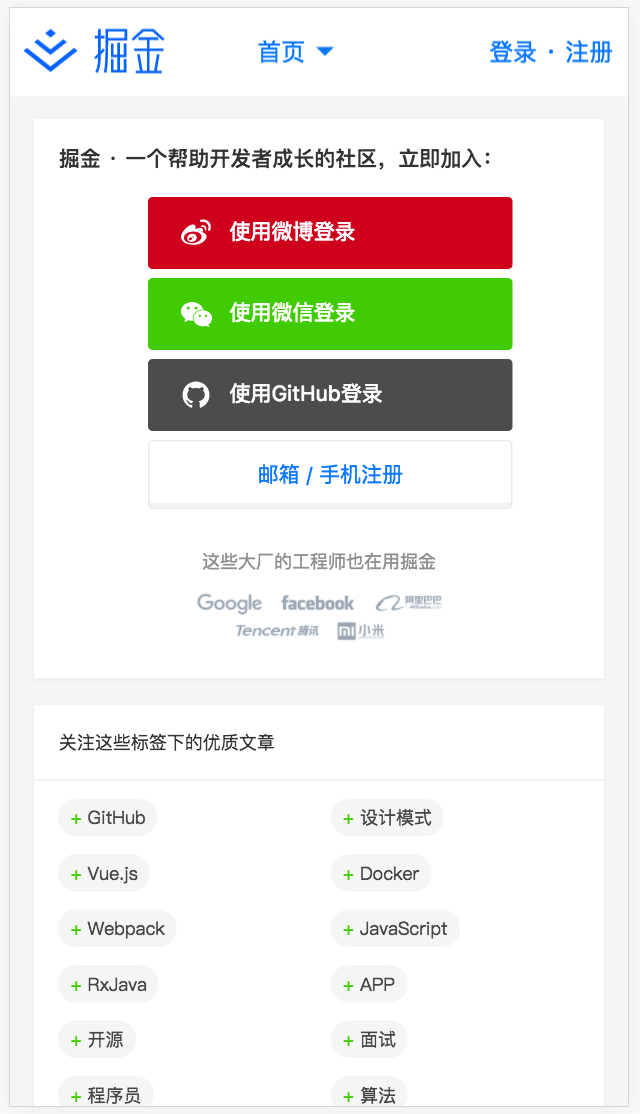 掘金 首页 登录 · 注册
掘金 · 一个帮助开发者成长的社区，立即加入：
使用微博登录
使用微信登录
使用GitHub登录
邮箱 / 手机注册
这些大厂的工程师也在用掘金
Google facebook 阿里巴巴 Alibaba.com
Tencent 腾讯 mi 小米
关注这些标签下的优质文章
+ GitHub + 设计模式
+ Vue.js + Docker
+ Webpack + JavaScript
+ RxJava + APP
+ 开源 + 面试
+ 程序员 + 算法